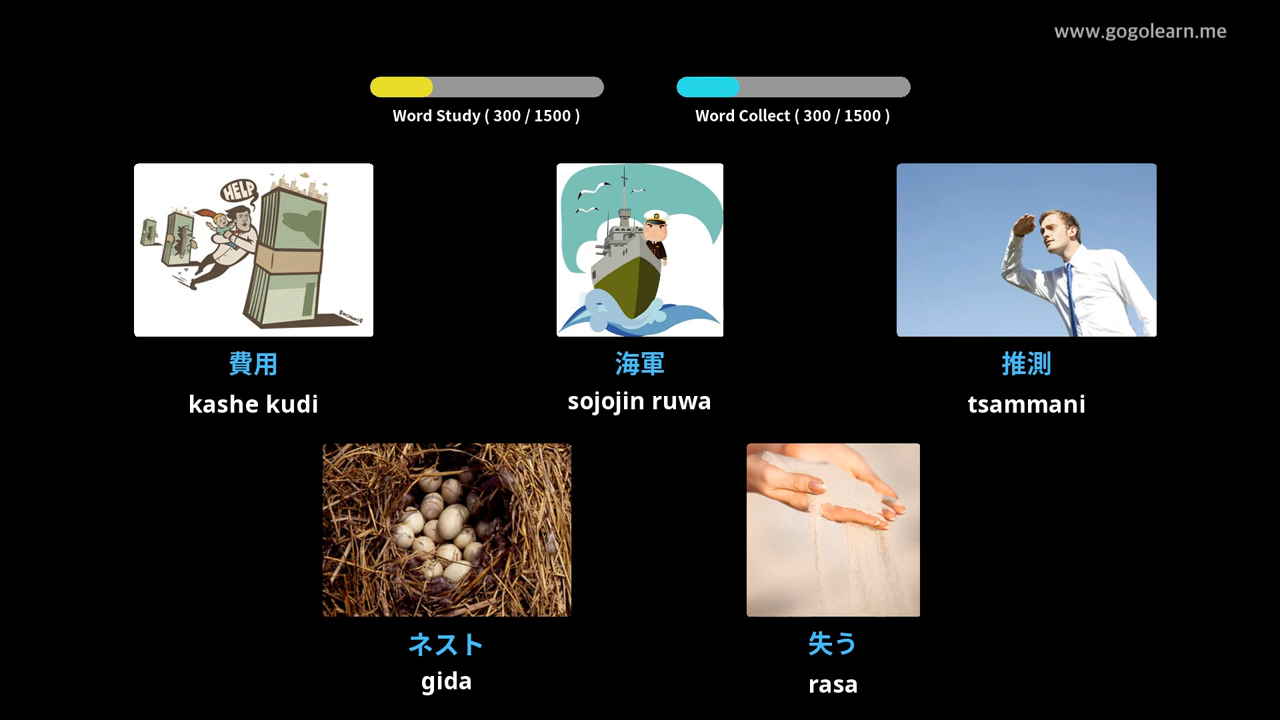 www.gogolearn.me
Word Study ( 300 / 1500 )
Word Collect ( 300 / 1500 )
HELP
費用
kashe kudi
海軍
sojojin ruwa
推測
tsammani
ネスト
gida
失う
rasa